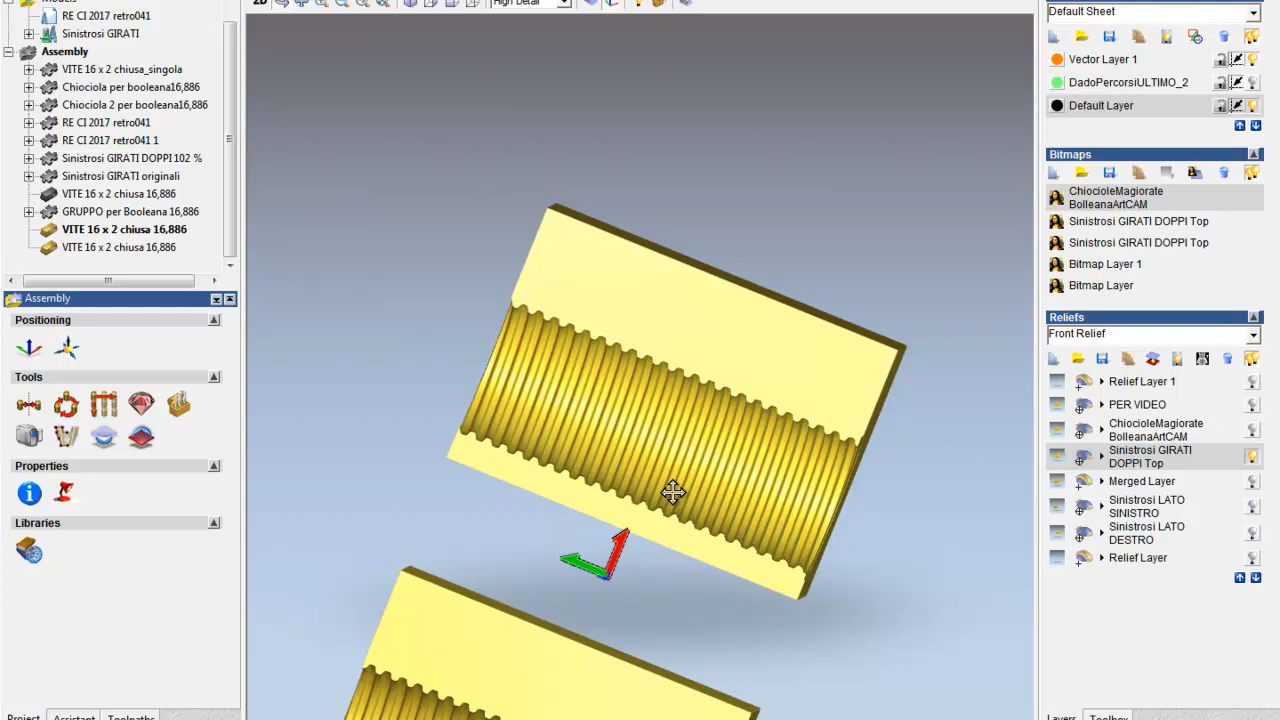 2D
High Detail
Models
RE CI 2017 retro041
Sinistrosi GIRATI
Assembly
VITE 16 x 2 chiusa_singola
Chiociola per booleana16,886
Chiociola 2 per booleana16,886
RE CI 2017 retro041
RE CI 2017 retro041 1
Sinistrosi GIRATI DOPPI 102 %
Sinistrosi GIRATI originali
VITE 16 x 2 chiusa 16,886
GRUPPO per Booleana 16,886
VITE 16 x 2 chiusa 16,886
VITE 16 x 2 chiusa 16,886
Assembly
Positioning
Tools
Properties
Libraries
Project
Assistant
Toolpaths
Default Sheet
Vector Layer 1
DadoPercorsiULTIMO_2
Default Layer
Bitmaps
ChiocioleMagiorate
BolleanaArtCAM
Sinistrosi GIRATI DOPPI Top
Sinistrosi GIRATI DOPPI Top
Bitmap Layer 1
Bitmap Layer
Reliefs
Front Relief
Relief Layer 1
PER VIDEO
ChiocioleMagiorate
BolleanaArtCAM
Sinistrosi GIRATI
DOPPI Top
Merged Layer
Sinistrosi LATO
SINISTRO
Sinistrosi LATO
DESTRO
Relief Layer
Layers
Toolbox